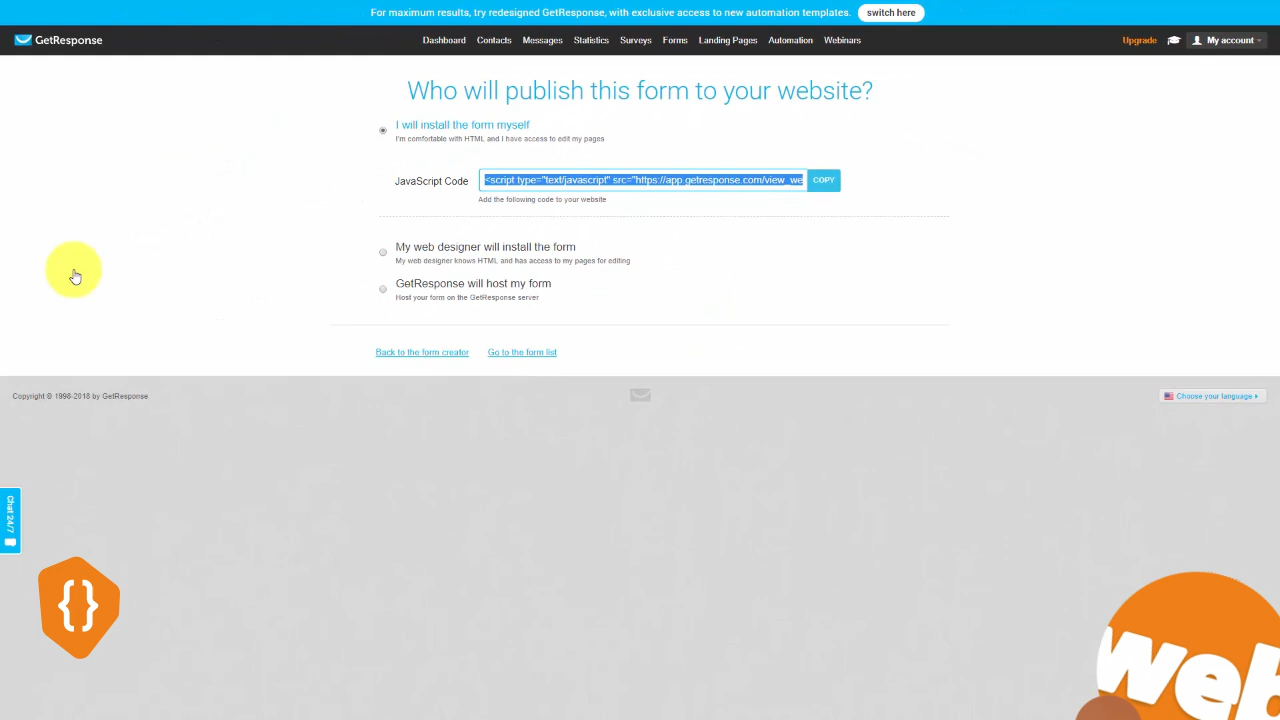 For maximum results, try redesigned GetResponse, with exclusive access to new automation templates. switch here
GetResponse Dashboard Contacts Messages Statistics Surveys Forms Landing Pages Automation Webinars Upgrade My account
Who will publish this form to your website?
I will install the form myself
I'm comfortable with HTML and I have access to edit my pages
JavaScript Code <script type="text/javascript" src="https://app.getresponse.com/view_we COPY
Add the following code to your website
My web designer will install the form
My web designer knows HTML and has access to my pages for editing
GetResponse will host my form
Host your form on the GetResponse server
Back to the form creator Go to the form list
Copyright © 1998-2018 by GetResponse Choose your language
Chat 24/7
{}
web